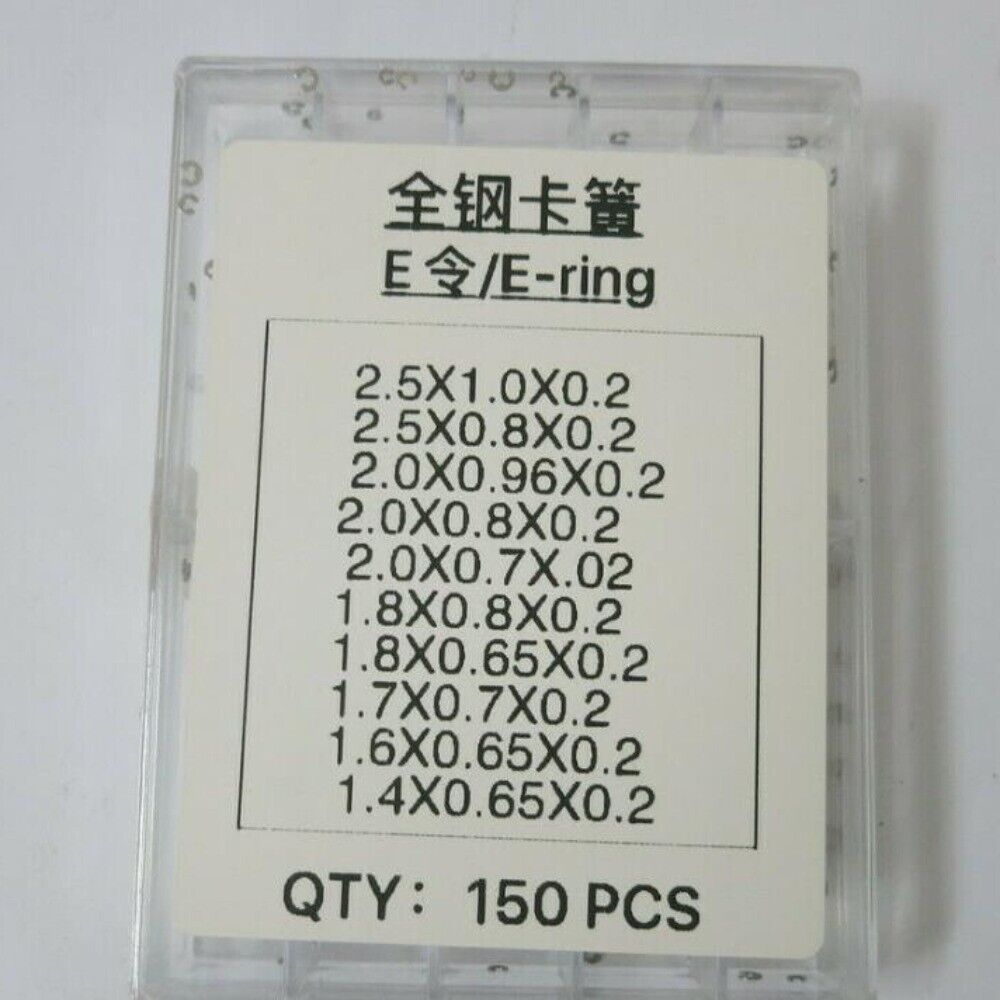 全钢卡簧
E令/E-ring
2.5X1.0X0.2
2.5X0.8X0.2
2.0X0.96X0.2
2.0X0.8X0.2
2.0X0.7X.02
1.8X0.8X0.2
1.8X0.65X0.2
1.7X0.7X0.2
1.6X0.65X0.2
1.4X0.65X0.2
QTY: 150 PCS